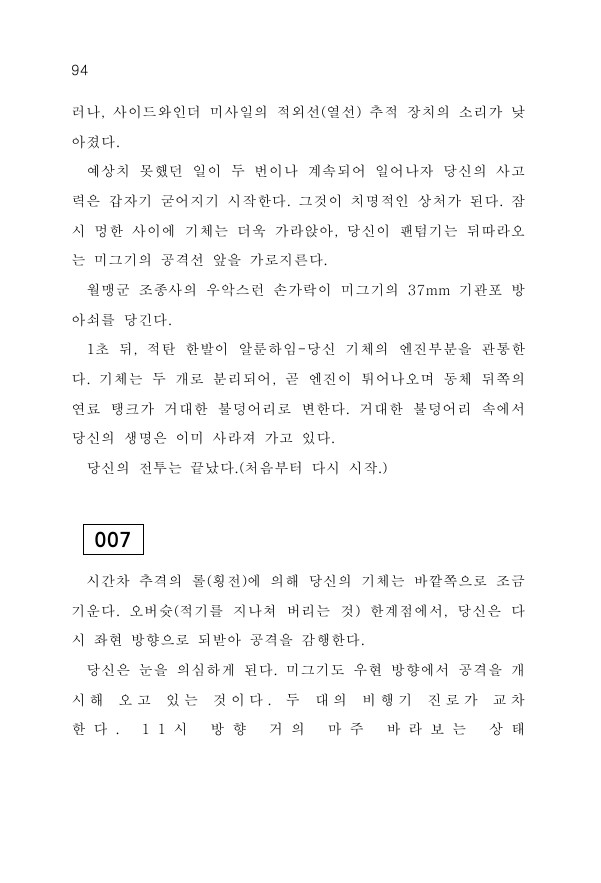 94
러나, 사이드와인더 미사일의 적외선(열선) 추적 장치의 소리가 낮
아졌다.
예상치 못했던 일이 두 번이나 계속되어 일어나자 당신의 사고
력은 갑자기 굳어지기 시작한다. 그것이 치명적인 상처가 된다. 잠
시 멍한 사이에 기체는 더욱 가라앉아, 당신이 팬텀기는 뒤따라오
는 미그기의 공격선 앞을 가로지른다.
월맹군 조종사의 우악스런 손가락이 미그기의 37mm 기관포 방
아쇠를 당긴다.
1초 뒤, 적탄 한발이 알룬하임-당신 기체의 엔진부분을 관통한
다. 기체는 두 개로 분리되어, 곧 엔진이 튀어나오며 동체 뒤쪽의
연료 탱크가 거대한 불덩어리로 변한다. 거대한 불덩어리 속에서
당신의 생명은 이미 사라져 가고 있다.
당신의 전투는 끝났다.(처음부터 다시 시작.)
007
시간차 추격의 롤(횡전)에 의해 당신의 기체는 바깥쪽으로 조금
기운다. 오버슛(적기를 지나쳐 버리는 것) 한계점에서, 당신은 다
시 좌현 방향으로 되받아 공격을 감행한다.
당신은 눈을 의심하게 된다. 미그기도 우현 방향에서 공격을 개
시해 오고 있는 것이다. 두 대의 비행기 진로가 교차
한다. 11시 방향 거의 마주 바라보는 상태